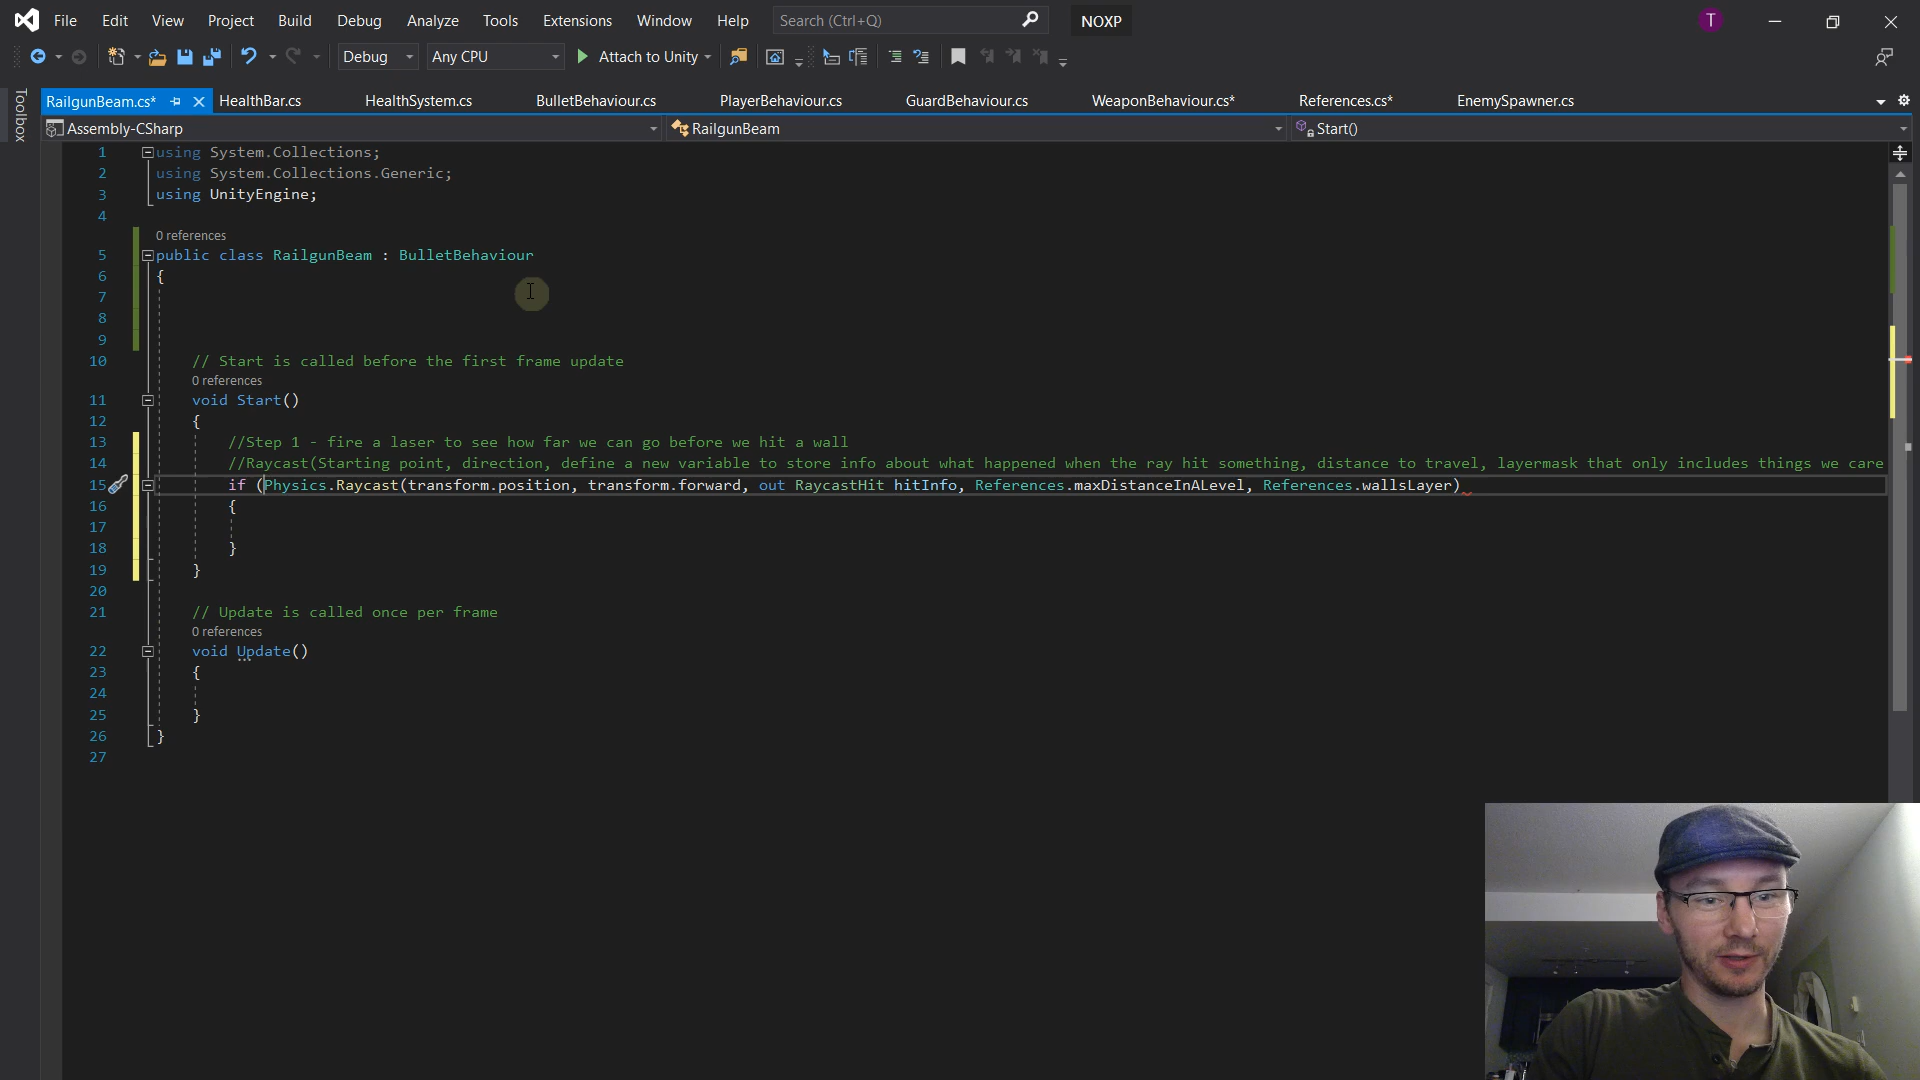 File Edit View Project Build Debug Analyze Tools Extensions Window Help Search (Ctrl+Q) NOXP T
Debug Any CPU Attach to Unity
Toolbox
RailgunBeam.cs* HealthBar.cs HealthSystem.cs BulletBehaviour.cs PlayerBehaviour.cs GuardBehaviour.cs WeaponBehaviour.cs* References.cs* EnemySpawner.cs
Assembly-CSharp RailgunBeam Start()
1 using System.Collections;
2 using System.Collections.Generic;
3 using UnityEngine;
4
0 references
5 public class RailgunBeam : BulletBehaviour
6 {
7
8
9
10 // Start is called before the first frame update
0 references
11 void Start()
12 {
13 //Step 1 - fire a laser to see how far we can go before we hit a wall
14 //Raycast(Starting point, direction, define a new variable to store info about what happened when the ray hit something, distance to travel, layermask that only includes things we care
15 if (Physics.Raycast(transform.position, transform.forward, out RaycastHit hitInfo, References.maxDistanceInALevel, References.wallsLayer)
16 {
17
18 }
19 }
20
21 // Update is called once per frame
0 references
22 void Update()
23 {
24
25 }
26 }
27